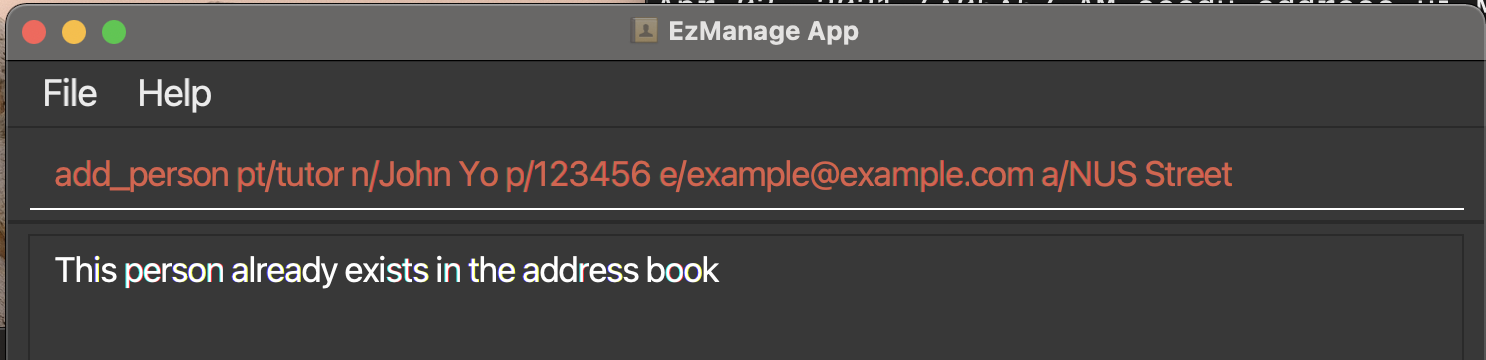 EzManage App
File Help
add_person pt/tutor n/John Yo p/123456 e/example@example.com a/NUS Street
This person already exists in the address book